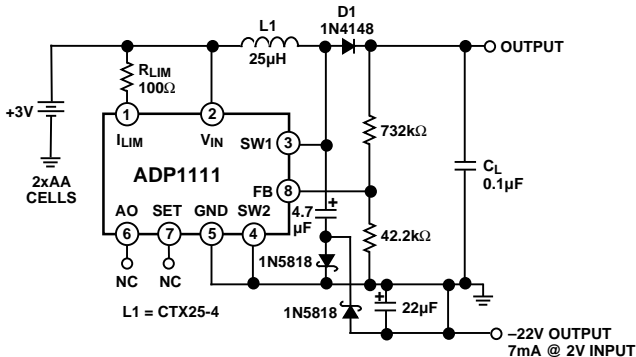 L1
25µH
D1
1N4148
OUTPUT
RLIM
100Ω
+3V
2xAA
CELLS
1
2
ILIM
VIN
SW1
3
ADP1111
FB
8
AO
SET
GND
SW2
6
7
5
4
NC
NC
732kΩ
CL
0.1µF
4.7
µF
+
42.2kΩ
1N5818
L1 = CTX25-4
1N5818
+
22µF
–22V OUTPUT
7mA @ 2V INPUT